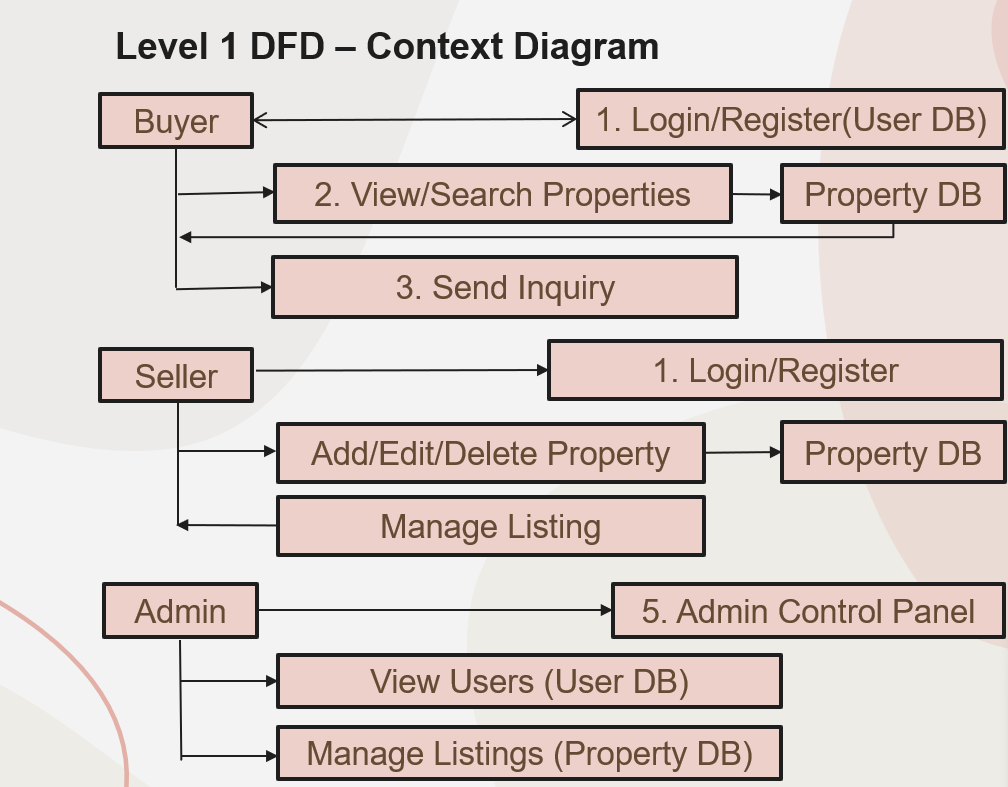 Level 1 DFD – Context Diagram
Buyer
1. Login/Register(User DB)
2. View/Search Properties
Property DB
3. Send Inquiry
Seller
1. Login/Register
Add/Edit/Delete Property
Property DB
Manage Listing
Admin
5. Admin Control Panel
View Users (User DB)
Manage Listings (Property DB)